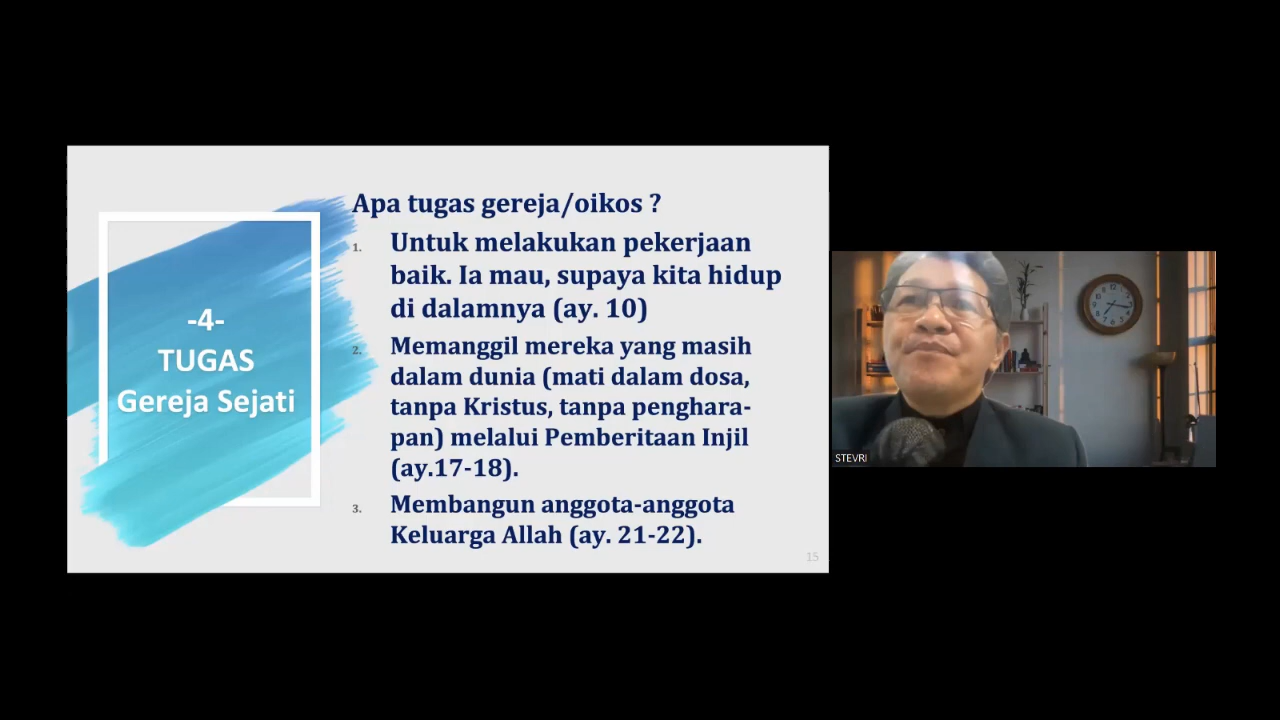 -4-
TUGAS
Gereja Sejati
Apa tugas gereja/oikos ?
1. Untuk melakukan pekerjaan
baik. Ia mau, supaya kita hidup
di dalamnya (ay. 10)
2. Memanggil mereka yang masih
dalam dunia (mati dalam dosa,
tanpa Kristus, tanpa penghara-
pan) melalui Pemberitaan Injil
(ay.17-18).
3. Membangun anggota-anggota
Keluarga Allah (ay. 21-22).
15
STEVRI